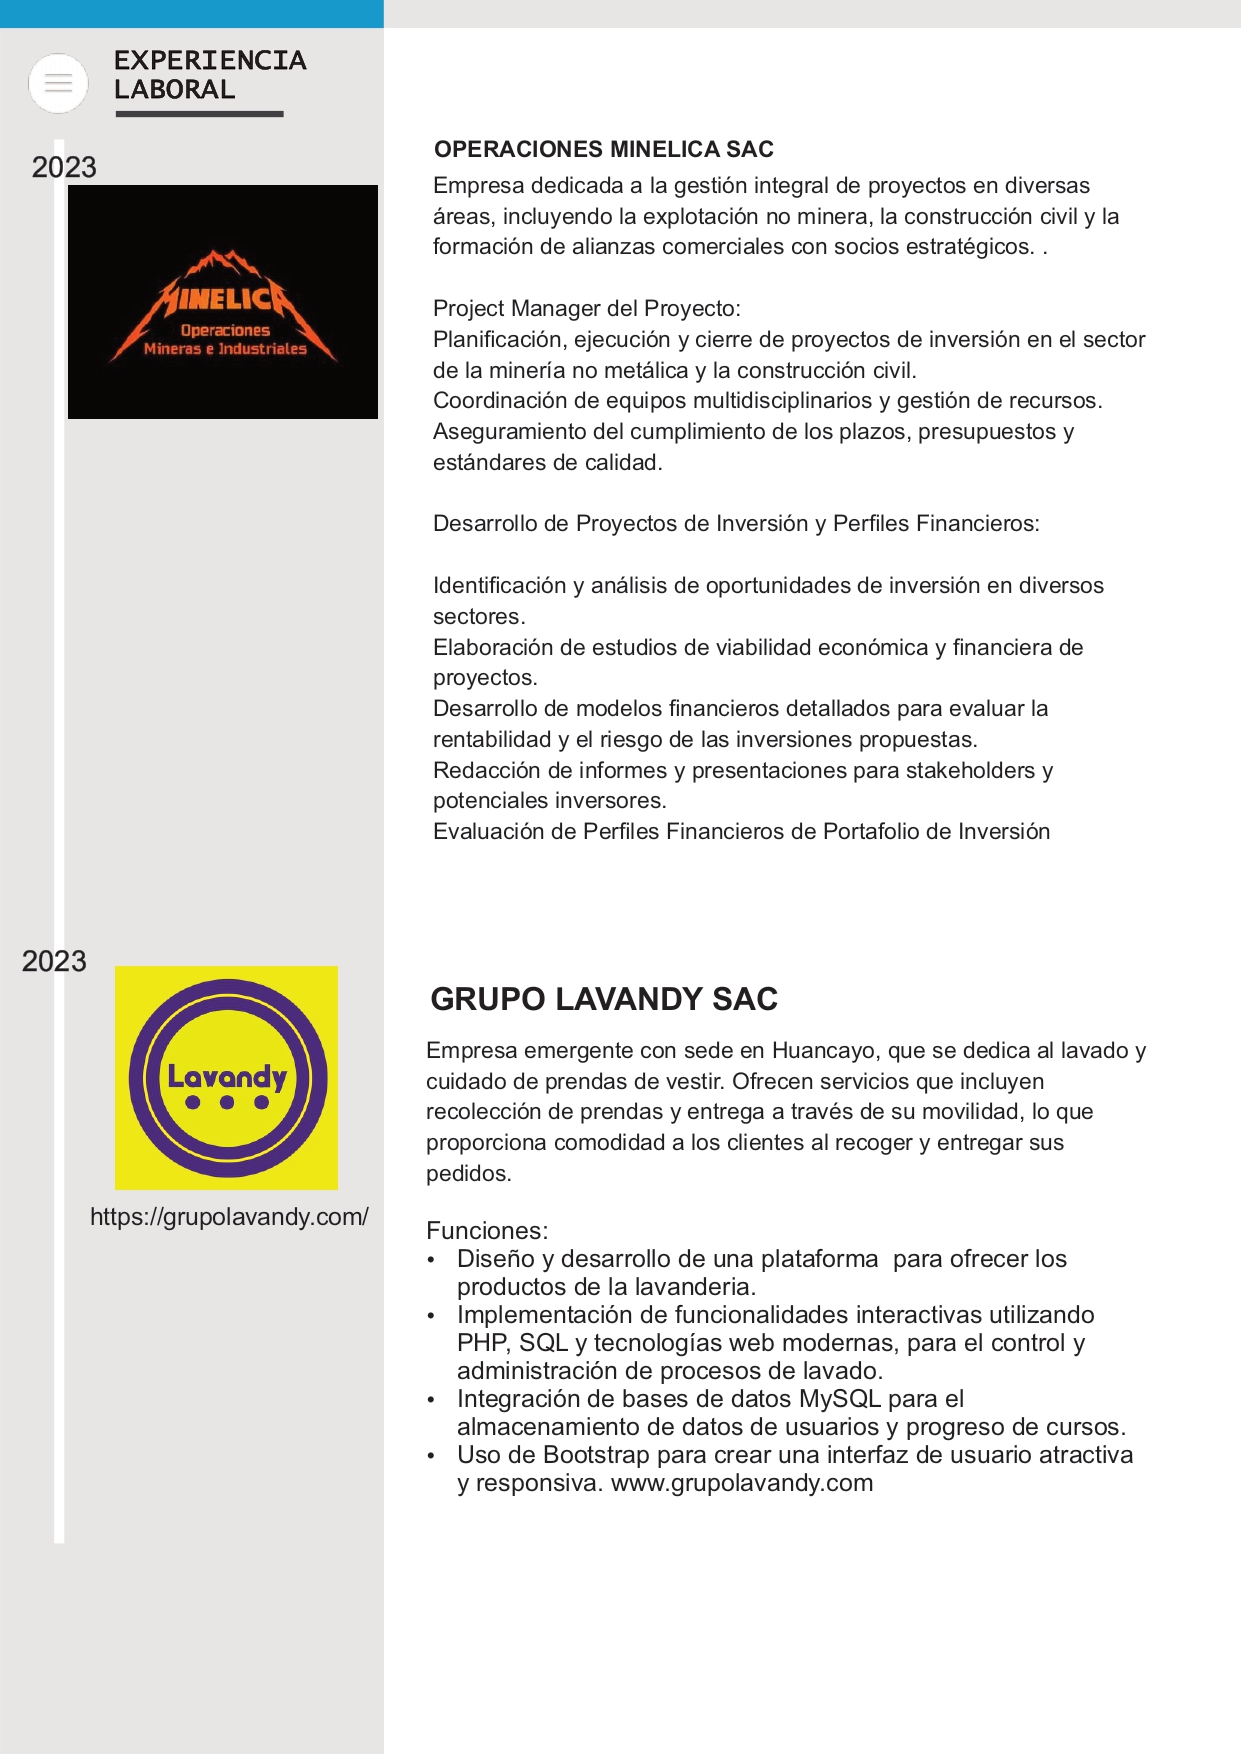 EXPERIENCIA
LABORAL
2023
MINELICA
Operaciones
Mineras e Industriales
OPERACIONES MINELICA SAC
Empresa dedicada a la gestión integral de proyectos en diversas
áreas, incluyendo la explotación no minera, la construcción civil y la
formación de alianzas comerciales con socios estratégicos. .
Project Manager del Proyecto:
Planificación, ejecución y cierre de proyectos de inversión en el sector
de la minería no metálica y la construcción civil.
Coordinación de equipos multidisciplinarios y gestión de recursos.
Aseguramiento del cumplimiento de los plazos, presupuestos y
estándares de calidad.
Desarrollo de Proyectos de Inversión y Perfiles Financieros:
Identificación y análisis de oportunidades de inversión en diversos
sectores.
Elaboración de estudios de viabilidad económica y financiera de
proyectos.
Desarrollo de modelos financieros detallados para evaluar la
rentabilidad y el riesgo de las inversiones propuestas.
Redacción de informes y presentaciones para stakeholders y
potenciales inversores.
Evaluación de Perfiles Financieros de Portafolio de Inversión
2023
Lavandy
https://grupolavandy.com/
GRUPO LAVANDY SAC
Empresa emergente con sede en Huancayo, que se dedica al lavado y
cuidado de prendas de vestir. Ofrecen servicios que incluyen
recolección de prendas y entrega a través de su movilidad, lo que
proporciona comodidad a los clientes al recoger y entregar sus
pedidos.
Funciones:
• Diseño y desarrollo de una plataforma  para ofrecer los
productos de la lavanderia.
• Implementación de funcionalidades interactivas utilizando
PHP, SQL y tecnologías web modernas, para el control y
administración de procesos de lavado.
• Integración de bases de datos MySQL para el
almacenamiento de datos de usuarios y progreso de cursos.
• Uso de Bootstrap para crear una interfaz de usuario atractiva
y responsiva. www.grupolavandy.com